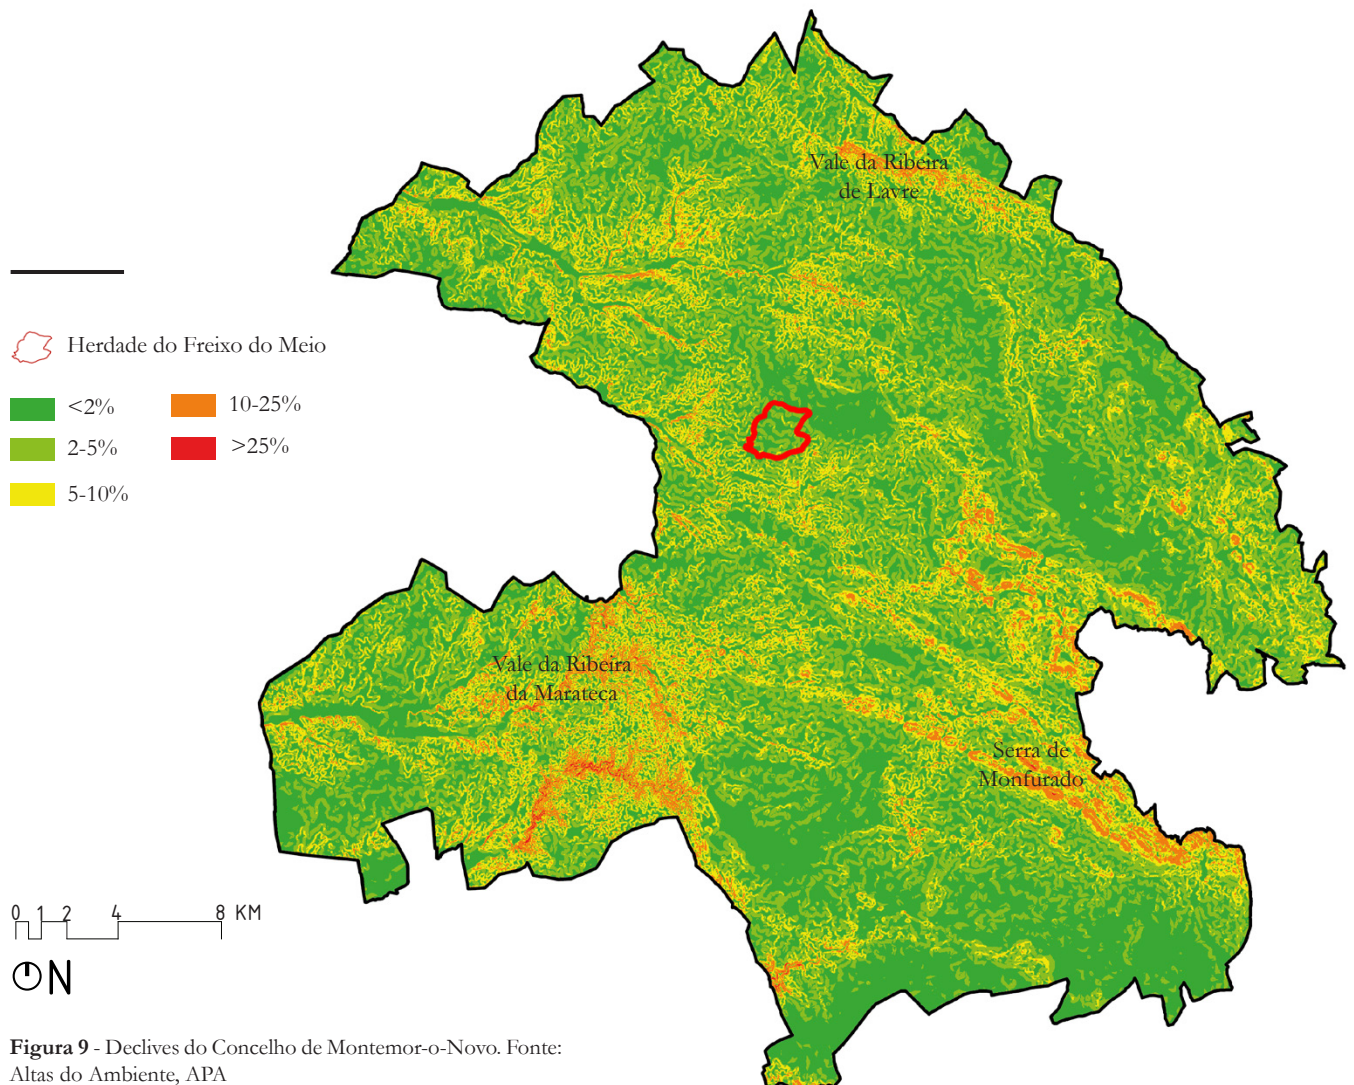 Vale da Ribeira
de Lavre
Herdade do Freixo do Meio
<2%
10-25%
2-5%
>25%
5-10%
Vale da Ribeira
da Marateca
Serra de
Monfurado
0 1 2 4 8 KM
N
Figura 9 - Declives do Concelho de Montemor-o-Novo. Fonte:
Altas do Ambiente, APA